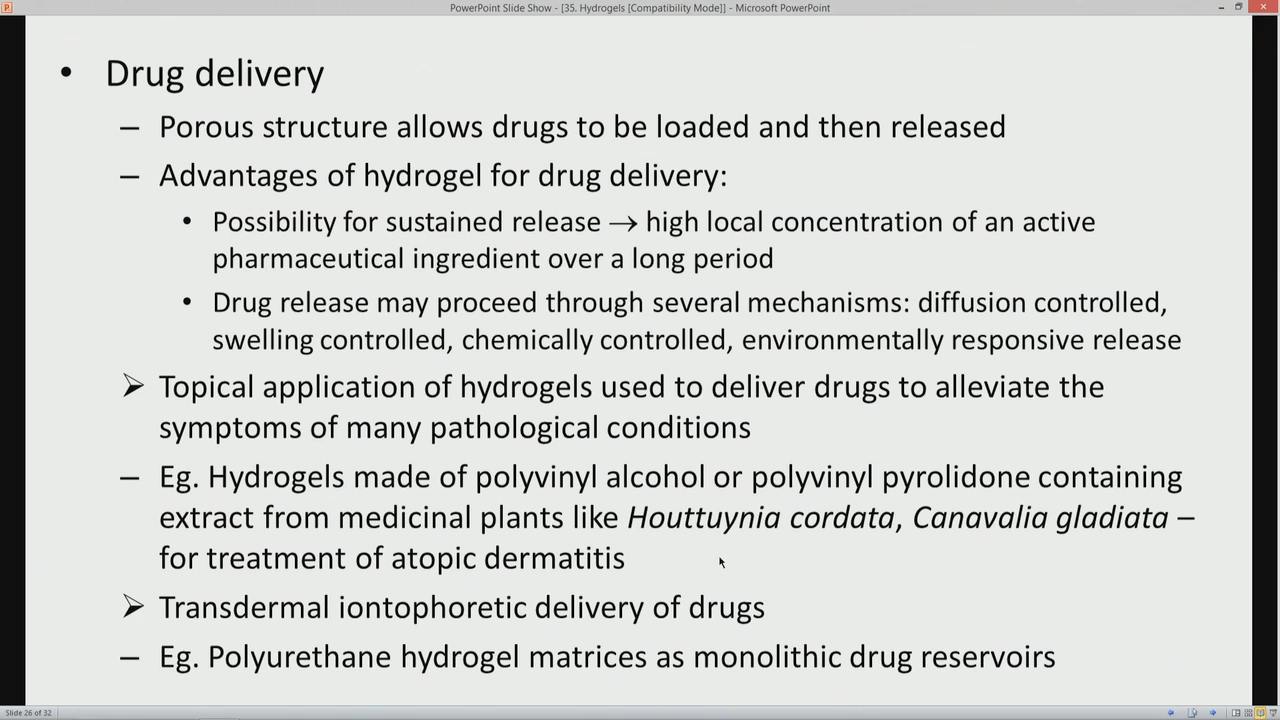 PowerPoint Slide Show - [35. Hydrogels [Compatibility Mode]] - Microsoft PowerPoint
• Drug delivery
– Porous structure allows drugs to be loaded and then released
– Advantages of hydrogel for drug delivery:
• Possibility for sustained release → high local concentration of an active
pharmaceutical ingredient over a long period
• Drug release may proceed through several mechanisms: diffusion controlled,
swelling controlled, chemically controlled, environmentally responsive release
➢ Topical application of hydrogels used to deliver drugs to alleviate the
symptoms of many pathological conditions
– Eg. Hydrogels made of polyvinyl alcohol or polyvinyl pyrolidone containing
extract from medicinal plants like Houttuynia cordata, Canavalia gladiata –
for treatment of atopic dermatitis
➢ Transdermal iontophoretic delivery of drugs
– Eg. Polyurethane hydrogel matrices as monolithic drug reservoirs
Slide 26 of 32